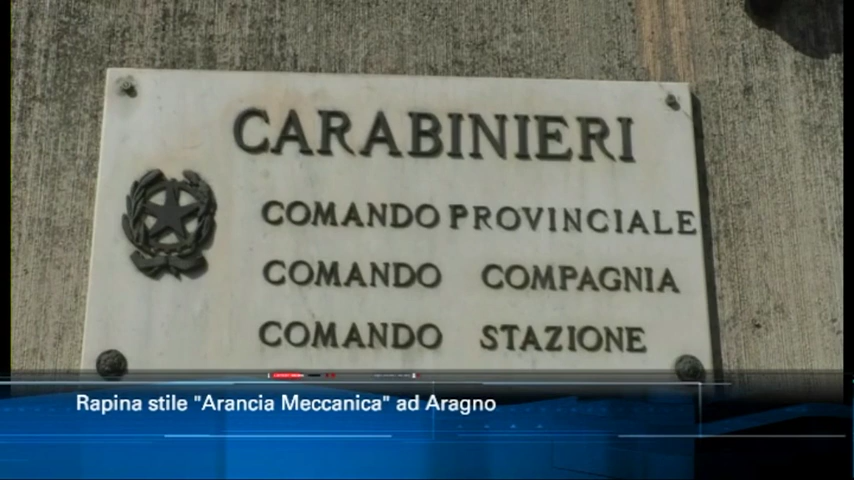 CARABINIERI
COMANDO PROVINCIALE
COMANDO COMPAGNIA
COMANDO STAZIONE
Rapina stile "Arancia Meccanica" ad Aragno